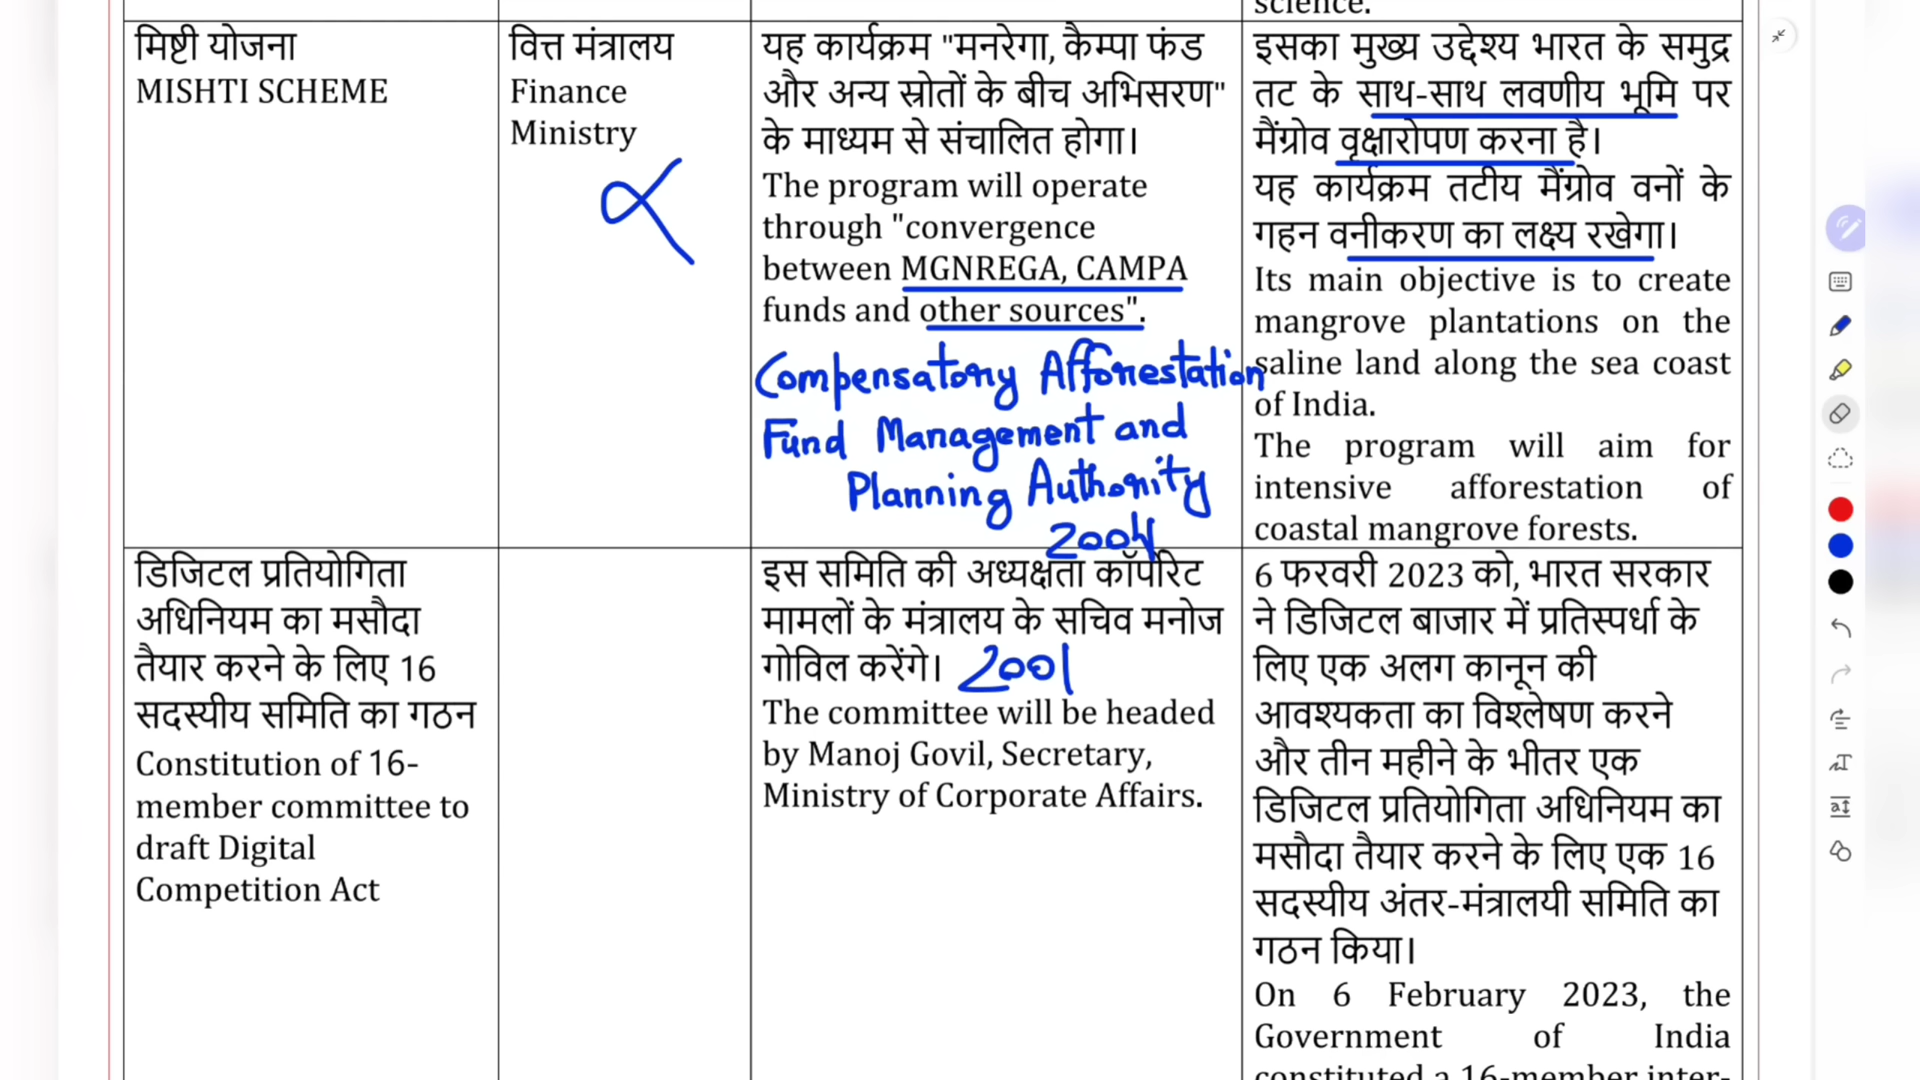 science.
मिष्टी योजना
MISHTI SCHEME
वित्त मंत्रालय
Finance
Ministry
यह कार्यक्रम "मनरेगा, कैम्पा फंड
और अन्य स्रोतों के बीच अभिसरण"
के माध्यम से संचालित होगा।
The program will operate
through "convergence
between MGNREGA, CAMPA
funds and other sources".
Compensatory Afforestation
Fund Management and
Planning Authority
2004
इसका मुख्य उद्देश्य भारत के समुद्र
तट के साथ-साथ लवणीय भूमि पर
मैंग्रोव वृक्षारोपण करना है।
यह कार्यक्रम तटीय मैंग्रोव वनों के
गहन वनीकरण का लक्ष्य रखेगा।
Its main objective is to create
mangrove plantations on the
saline land along the sea coast
of India.
The program will aim for
intensive afforestation of
coastal mangrove forests.
डिजिटल प्रतियोगिता
अधिनियम का मसौदा
तैयार करने के लिए 16
सदस्यीय समिति का गठन
Constitution of 16-
member committee to
draft Digital
Competition Act
इस समिति की अध्यक्षता कॉर्पोरेट
मामलों के मंत्रालय के सचिव मनोज
गोविल करेंगे। 2001
The committee will be headed
by Manoj Govil, Secretary,
Ministry of Corporate Affairs.
6 फरवरी 2023 को, भारत सरकार
ने डिजिटल बाजार में प्रतिस्पर्धा के
लिए एक अलग कानून की
आवश्यकता का विश्लेषण करने
और तीन महीने के भीतर एक
डिजिटल प्रतियोगिता अधिनियम का
मसौदा तैयार करने के लिए एक 16
सदस्यीय अंतर-मंत्रालयी समिति का
गठन किया।
On 6 February 2023, the
Government of India
constituted a 16-member inter-